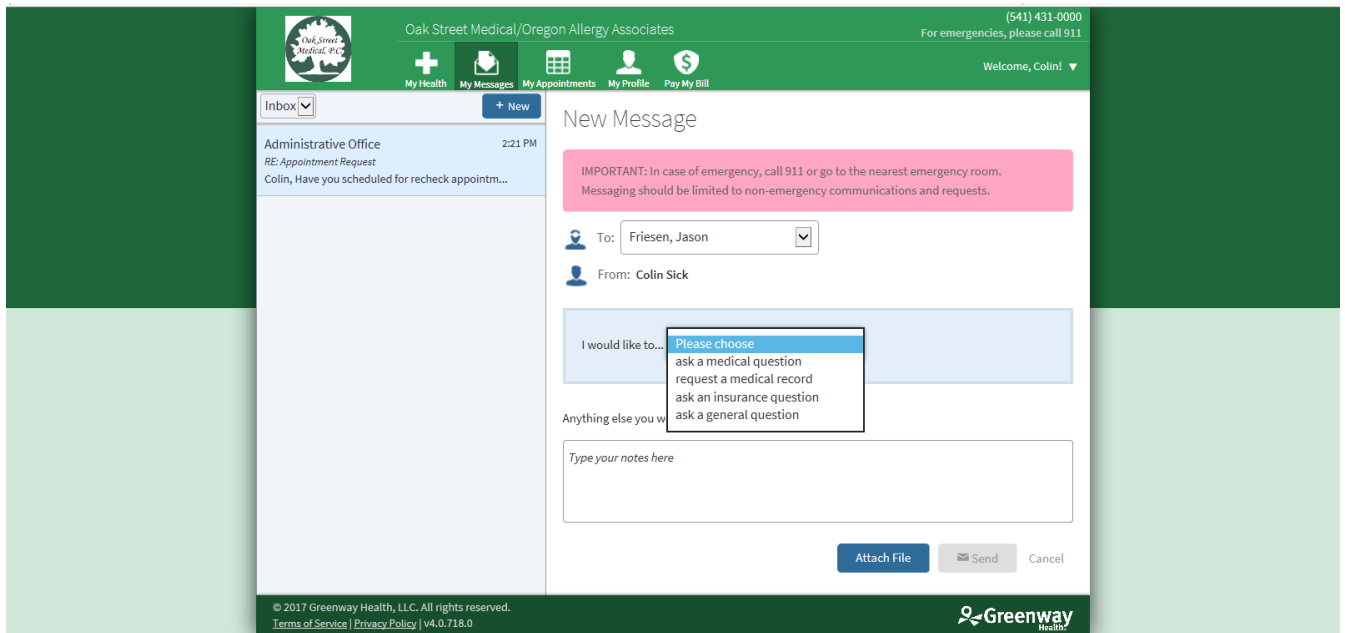 Oak Street
Medical, P.C.
Oak Street Medical/Oregon Allergy Associates
(541) 431-0000
For emergencies, please call 911
My Health
My Messages
My Appointments
My Profile
Pay My Bill
Welcome, Colin! ▼
Inbox
+ New
Administrative Office 2:21 PM
RE: Appointment Request
Colin, Have you scheduled for recheck appointm...
New Message
IMPORTANT: In case of emergency, call 911 or go to the nearest emergency room.
Messaging should be limited to non-emergency communications and requests.
To: Friesen, Jason
From: Colin Sick
I would like to... Please choose
ask a medical question
request a medical record
ask an insurance question
ask a general question
Anything else you w
Type your notes here
Attach File
Send
Cancel
© 2017 Greenway Health, LLC. All rights reserved.
Terms of Service | Privacy Policy | v4.0.718.0
Greenway
Health